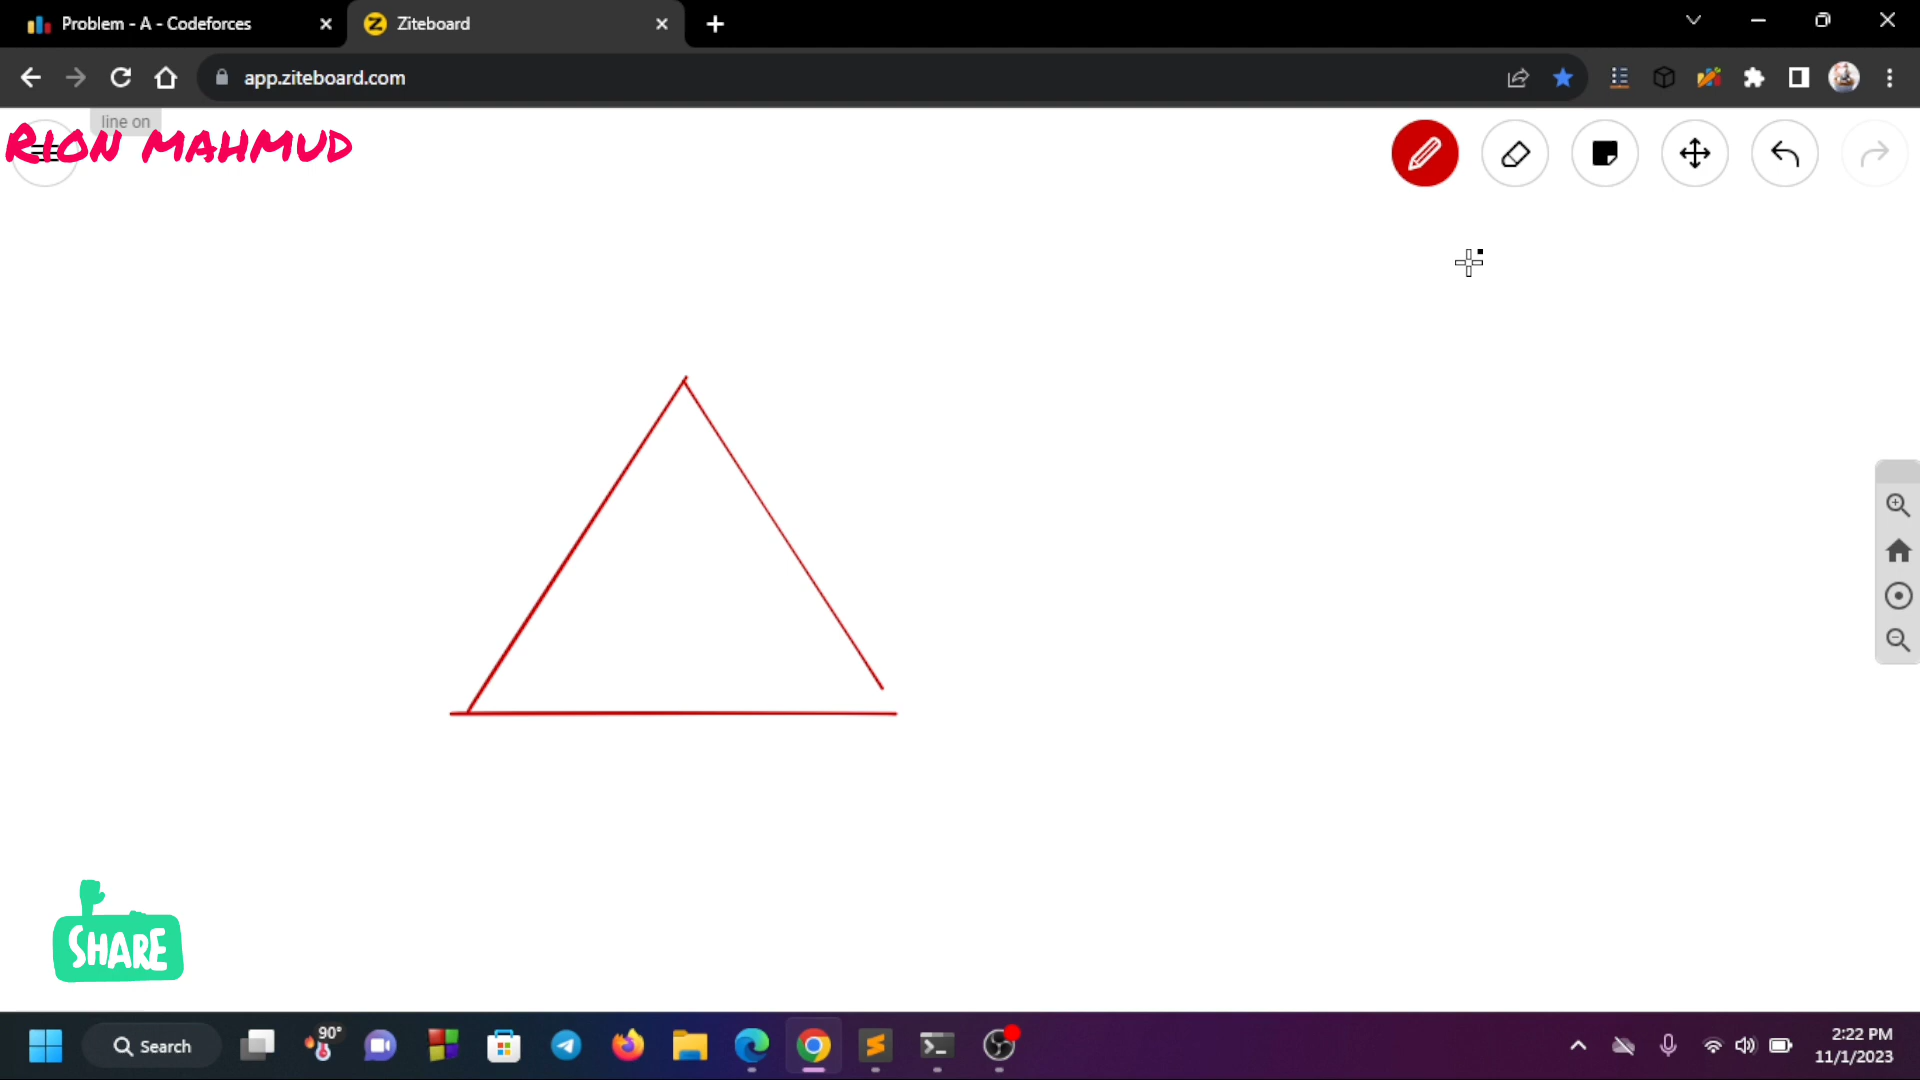 Problem - A - Codeforces
Ziteboard
app.ziteboard.com
line on
RION MAHMUD
SHARE
Search
90°
2:22 PM
11/1/2023